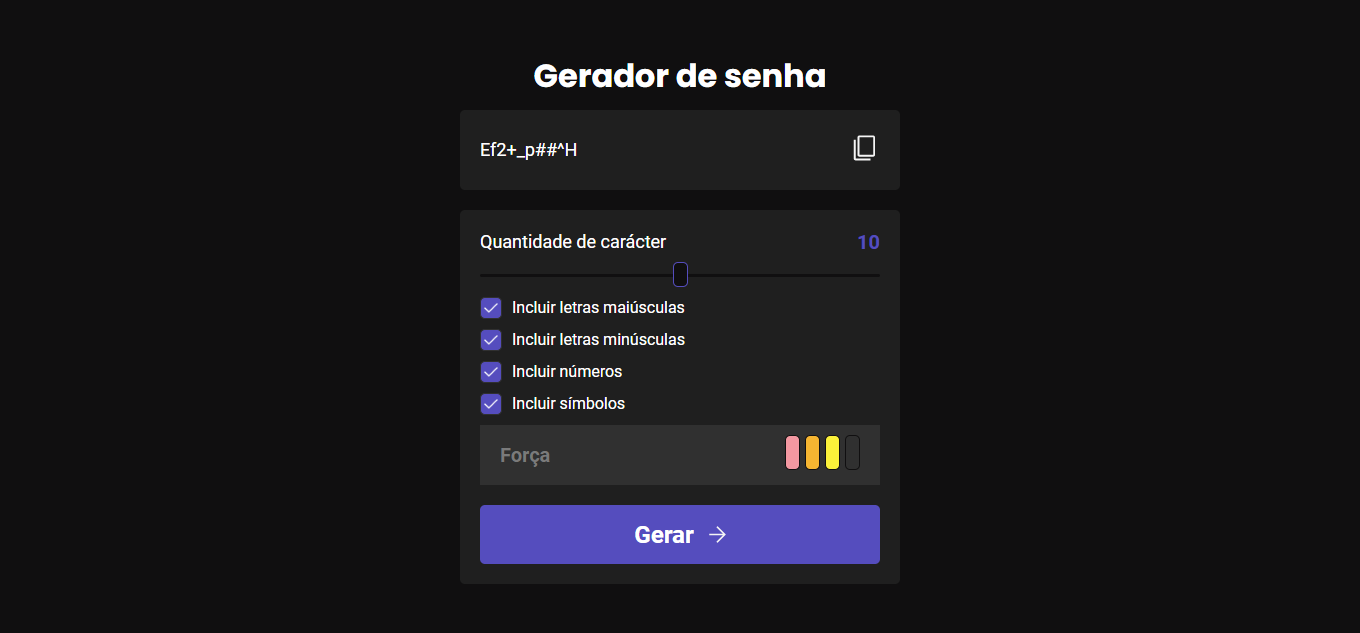 Gerador de senha
Ef2+_p##^H
Quantidade de carácter 10
Incluir letras maiúsculas
Incluir letras minúsculas
Incluir números
Incluir símbolos
Força
Gerar